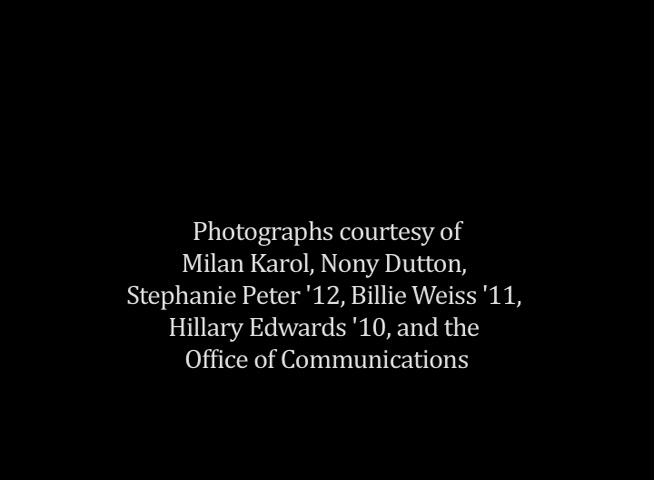 Photographs courtesy of
Milan Karol, Nony Dutton,
Stephanie Peter '12, Billie Weiss '11,
Hillary Edwards '10, and the
Office of Communications